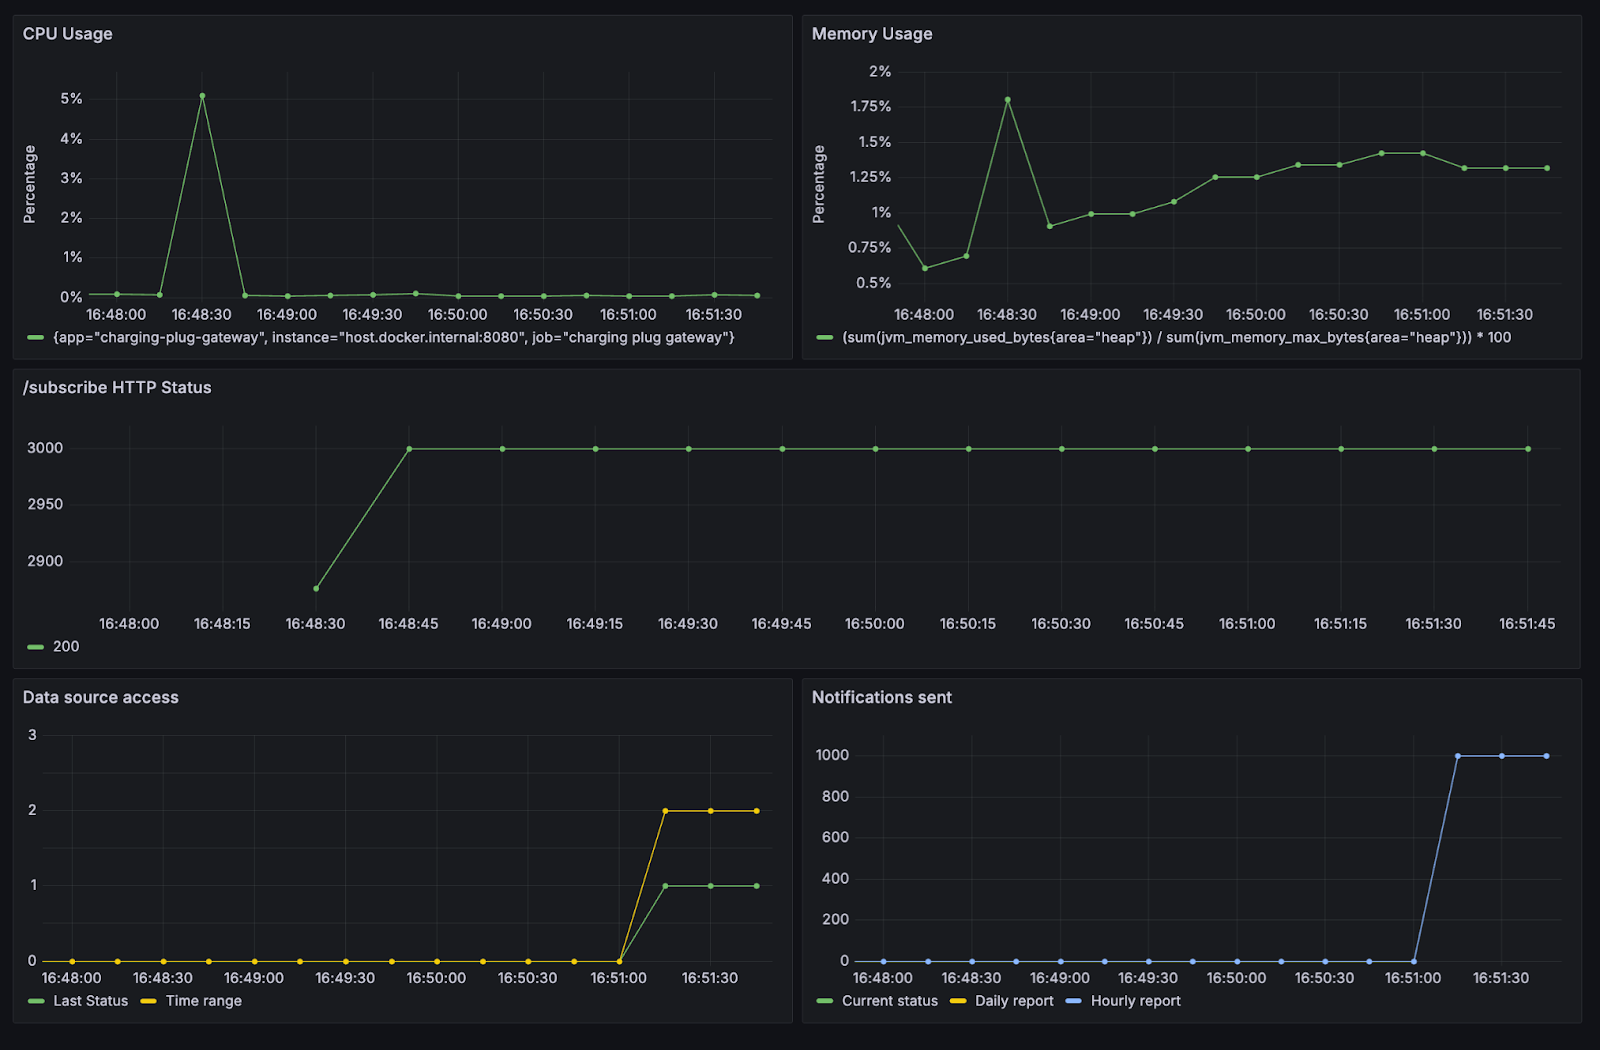 CPU Usage
Percentage
5%
4%
3%
2%
1%
0%
16:48:00 16:48:30 16:49:00 16:49:30 16:50:00 16:50:30 16:51:00 16:51:30
{app="charging-plug-gateway", instance="host.docker.internal:8080", job="charging plug gateway"}
Memory Usage
Percentage
2%
1.75%
1.5%
1.25%
1%
0.75%
0.5%
16:48:00 16:48:30 16:49:00 16:49:30 16:50:00 16:50:30 16:51:00 16:51:30
(sum(jvm_memory_used_bytes{area="heap"}) / sum(jvm_memory_max_bytes{area="heap"})) * 100
/subscribe HTTP Status
3000
2950
2900
16:48:00 16:48:15 16:48:30 16:48:45 16:49:00 16:49:15 16:49:30 16:49:45 16:50:00 16:50:15 16:50:30 16:50:45 16:51:00 16:51:15 16:51:30 16:51:45
200
Data source access
3
2
1
0
16:48:00 16:48:30 16:49:00 16:49:30 16:50:00 16:50:30 16:51:00 16:51:30
Last Status Time range
Notifications sent
1000
800
600
400
200
0
16:48:00 16:48:30 16:49:00 16:49:30 16:50:00 16:50:30 16:51:00 16:51:30
Current status Daily report Hourly report